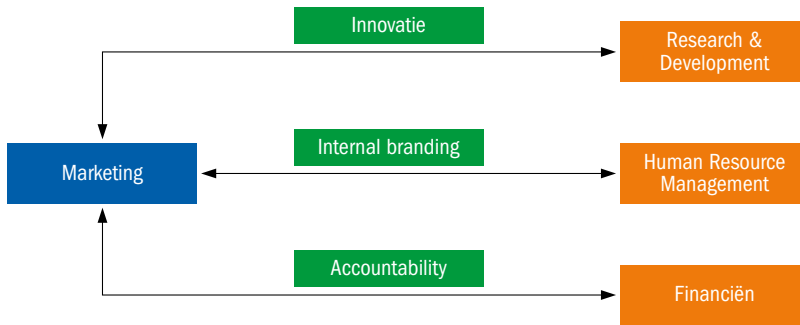 Innovatie
Research &
Development
Marketing
Internal branding
Human Resource
Management
Accountability
Financiën